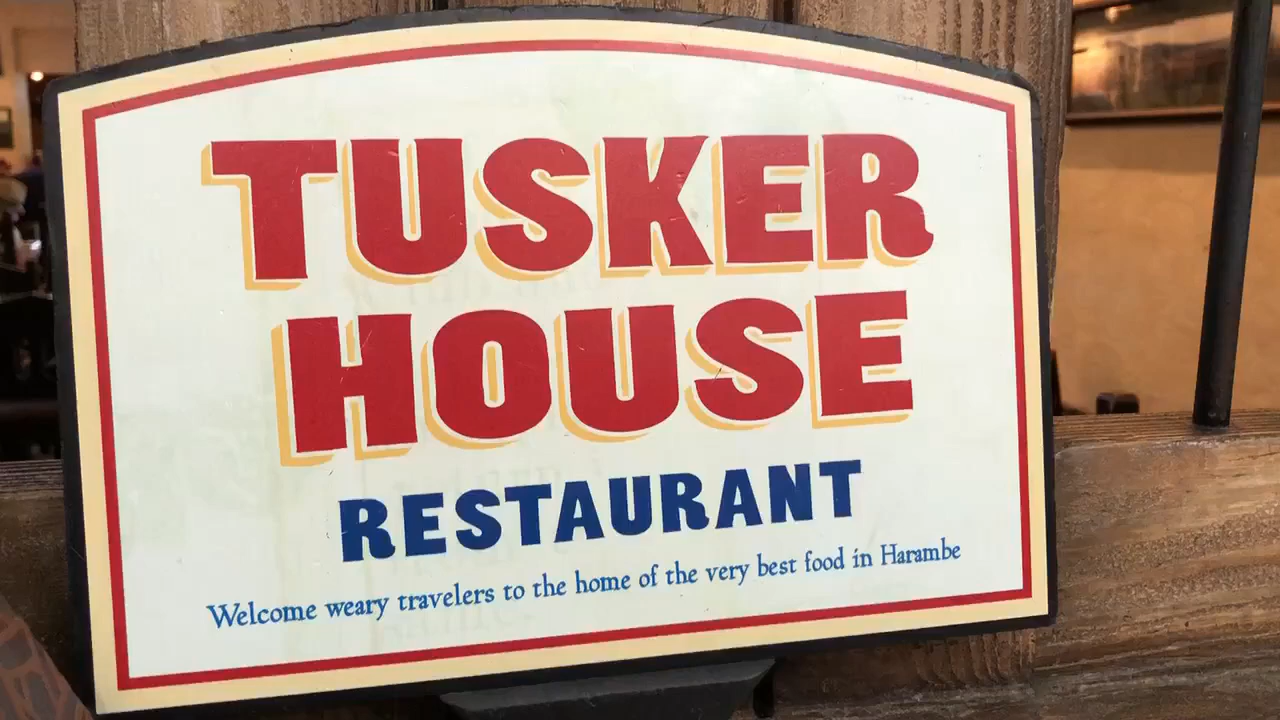 TUSKER
HOUSE
RESTAURANT
Welcome weary travelers to the home of the very best food in Harambe